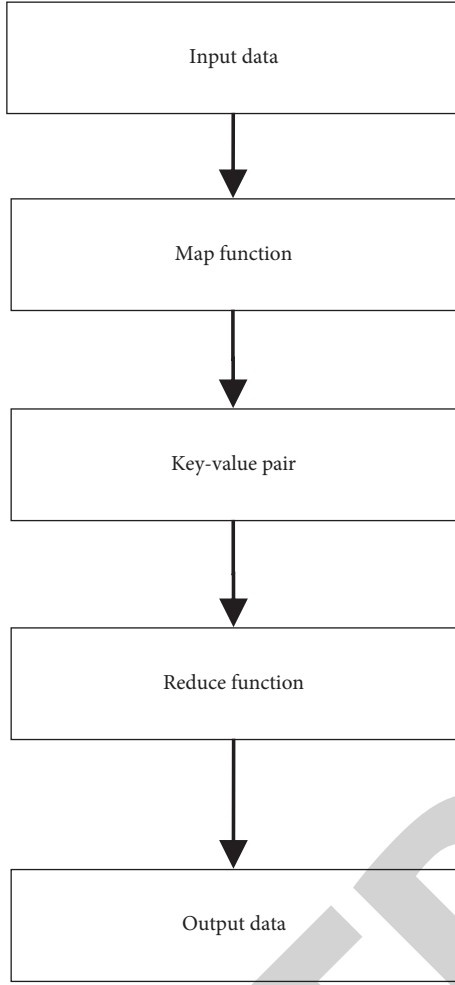 Input data
Map function
Key-value pair
Reduce function
Output data